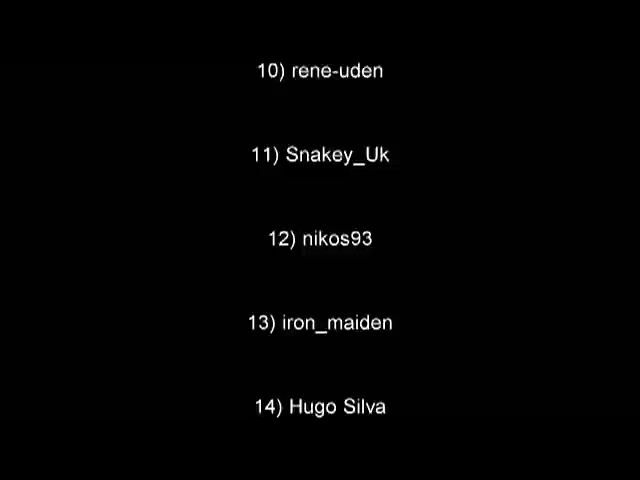 10) rene-uden
11) Snakey_Uk
12) nikos93
13) iron_maiden
14) Hugo Silva